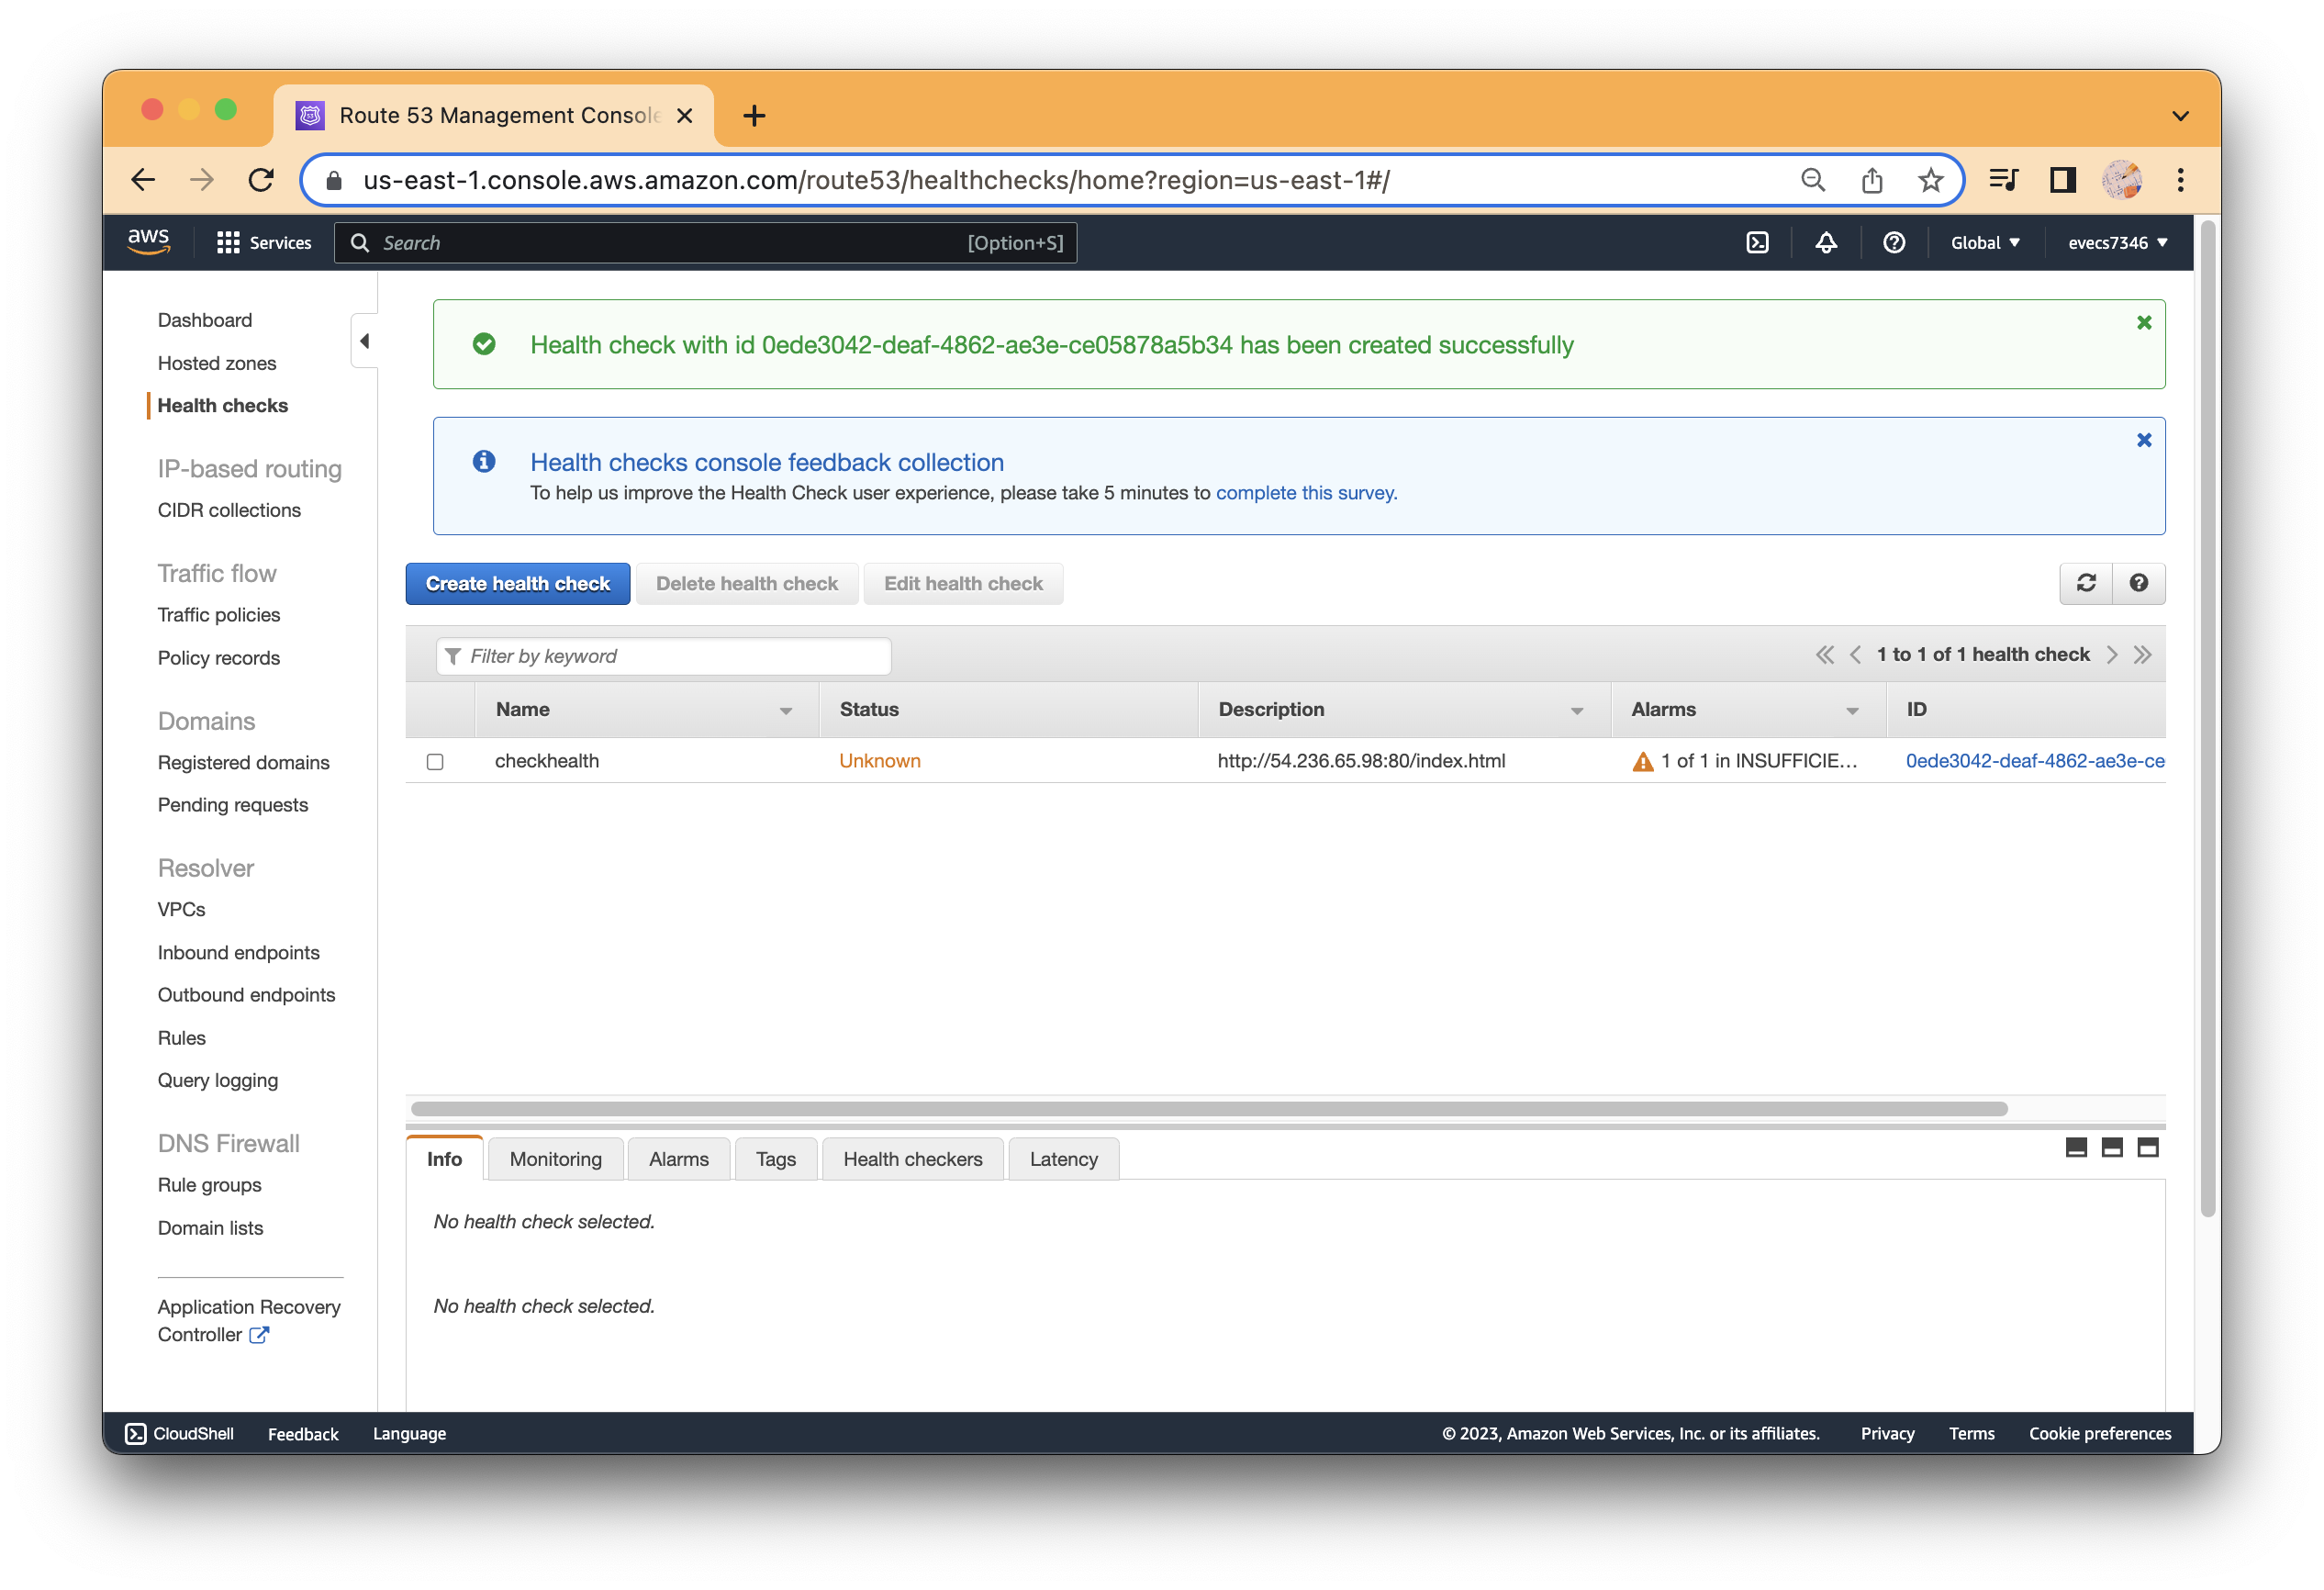 Route 53 Management Console
us-east-1.console.aws.amazon.com/route53/healthchecks/home?region=us-east-1#/
aws
Services
Search
[Option+S]
Global
evecs7346
Dashboard
Hosted zones
Health checks
IP-based routing
CIDR collections
Traffic flow
Traffic policies
Policy records
Domains
Registered domains
Pending requests
Resolver
VPCs
Inbound endpoints
Outbound endpoints
Rules
Query logging
DNS Firewall
Rule groups
Domain lists
Application Recovery
Controller
Health check with id 0ede3042-deaf-4862-ae3e-ce05878a5b34 has been created successfully
Health checks console feedback collection
To help us improve the Health Check user experience, please take 5 minutes to complete this survey.
Create health check
Delete health check
Edit health check
Filter by keyword
1 to 1 of 1 health check
Name Status Description Alarms ID
checkhealth Unknown http://54.236.65.98:80/index.html 1 of 1 in INSUFFICIE... 0ede3042-deaf-4862-ae3e-ce
Info Monitoring Alarms Tags Health checkers Latency
No health check selected.
No health check selected.
CloudShell Feedback Language
© 2023, Amazon Web Services, Inc. or its affiliates. Privacy Terms Cookie preferences